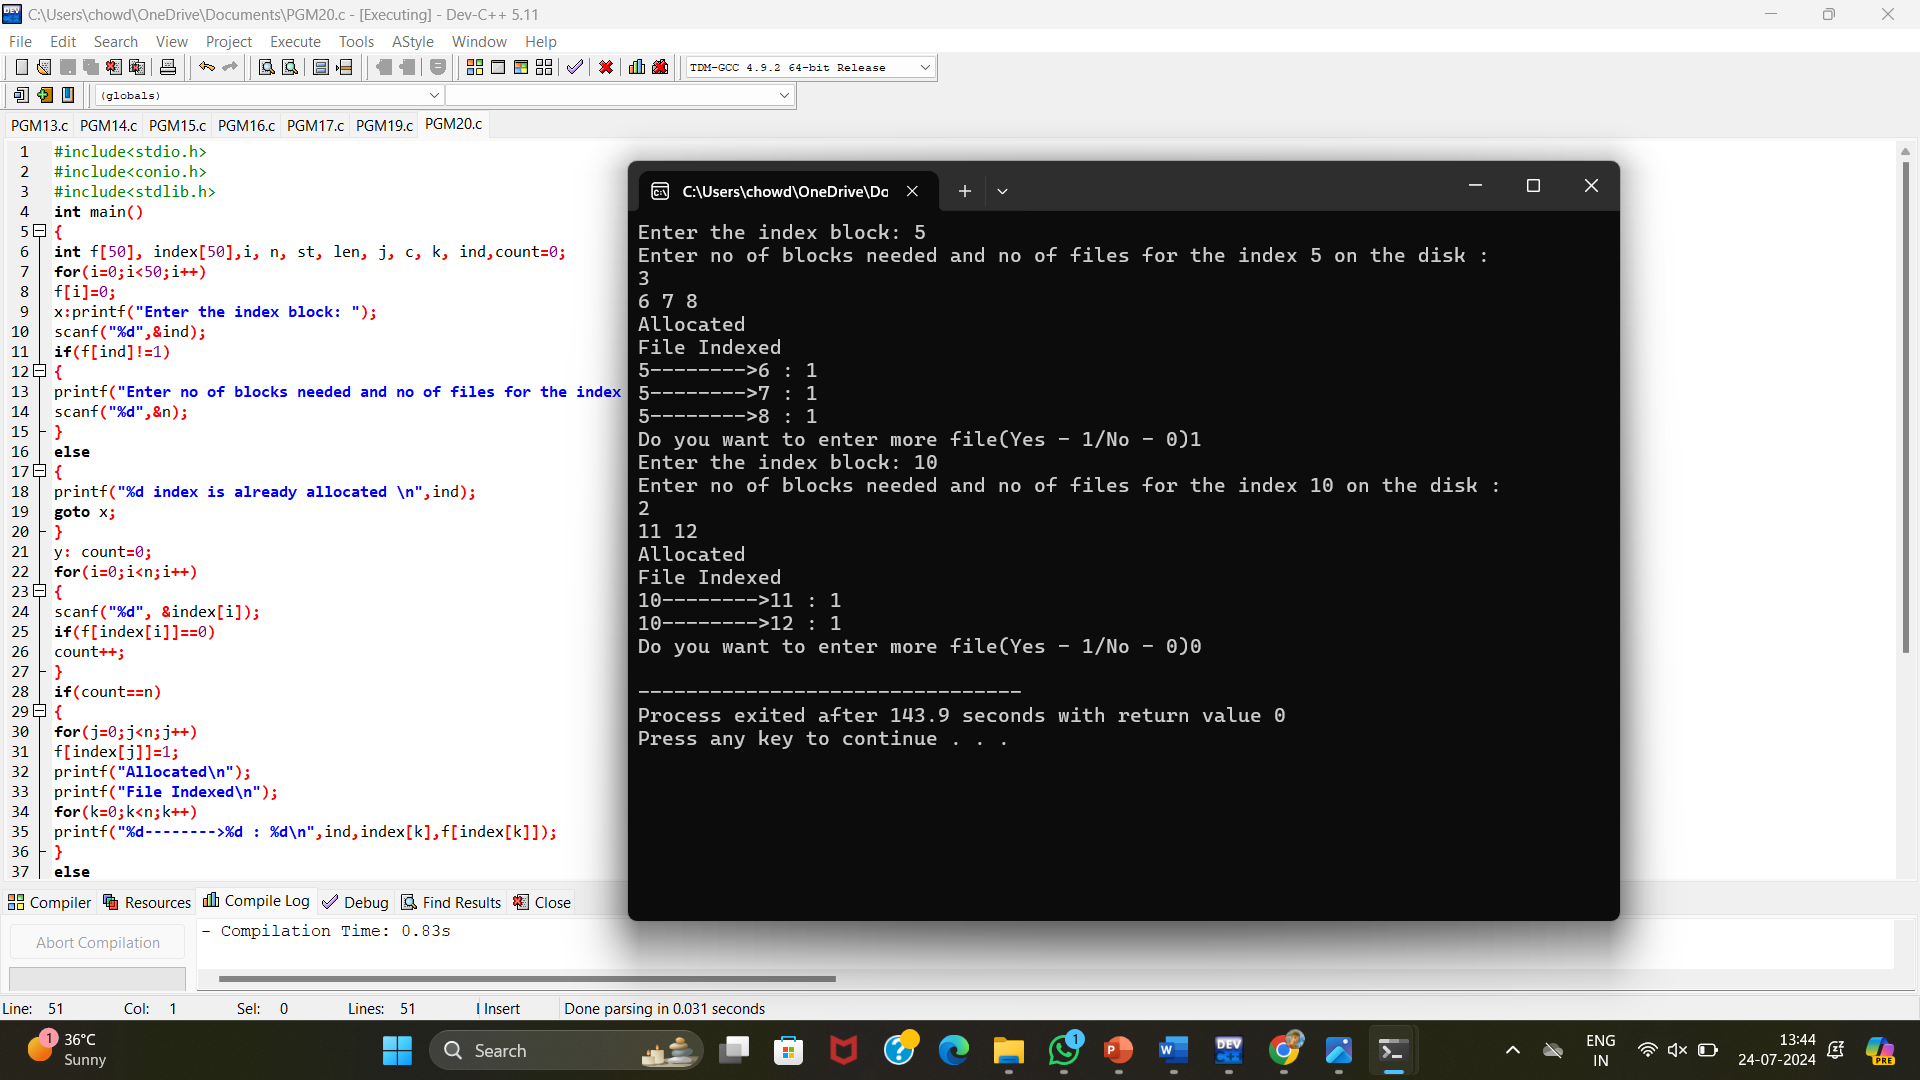 C:\Users\chowd\OneDrive\Documents\PGM20.c - [Executing] - Dev-C++ 5.11
File Edit Search View Project Execute Tools AStyle Window Help
TDM-GCC 4.9.2 64-bit Release
(globals)
PGM13.c PGM14.c PGM15.c PGM16.c PGM17.c PGM19.c PGM20.c
1 #include<stdio.h>
2 #include<conio.h>
3 #include<stdlib.h>
4 int main()
5 {
6 int f[50], index[50],i, n, st, len, j, c, k, ind,count=0;
7 for(i=0;i<50;i++)
8 f[i]=0;
9 x:printf("Enter the index block: ");
10 scanf("%d",&ind);
11 if(f[ind]!=1)
12 {
13 printf("Enter no of blocks needed and no of files for the index
14 scanf("%d",&n);
15 }
16 else
17 {
18 printf("%d index is already allocated \n",ind);
19 goto x;
20 }
21 y: count=0;
22 for(i=0;i<n;i++)
23 {
24 scanf("%d", &index[i]);
25 if(f[index[i]]==0)
26 count++;
27 }
28 if(count==n)
29 {
30 for(j=0;j<n;j++)
31 f[index[j]]=1;
32 printf("Allocated\n");
33 printf("File Indexed\n");
34 for(k=0;k<n;k++)
35 printf("%d-------->%d : %d\n",ind,index[k],f[index[k]]);
36 }
37 else
C:\Users\chowd\OneDrive\Do
Enter the index block: 5
Enter no of blocks needed and no of files for the index 5 on the disk :
3
6 7 8
Allocated
File Indexed
5-------->6 : 1
5-------->7 : 1
5-------->8 : 1
Do you want to enter more file(Yes - 1/No - 0)1
Enter the index block: 10
Enter no of blocks needed and no of files for the index 10 on the disk :
2
11 12
Allocated
File Indexed
10-------->11 : 1
10-------->12 : 1
Do you want to enter more file(Yes - 1/No - 0)0
--------------------------------
Process exited after 143.9 seconds with return value 0
Press any key to continue . . .
Compiler Resources Compile Log Debug Find Results Close
Abort Compilation
- Compilation Time: 0.83s
Line: 51 Col: 1 Sel: 0 Lines: 51 Insert Done parsing in 0.031 seconds
1
36°C
Sunny
Search
1
DEV
C++
PRE
ENG
IN
13:44
24-07-2024